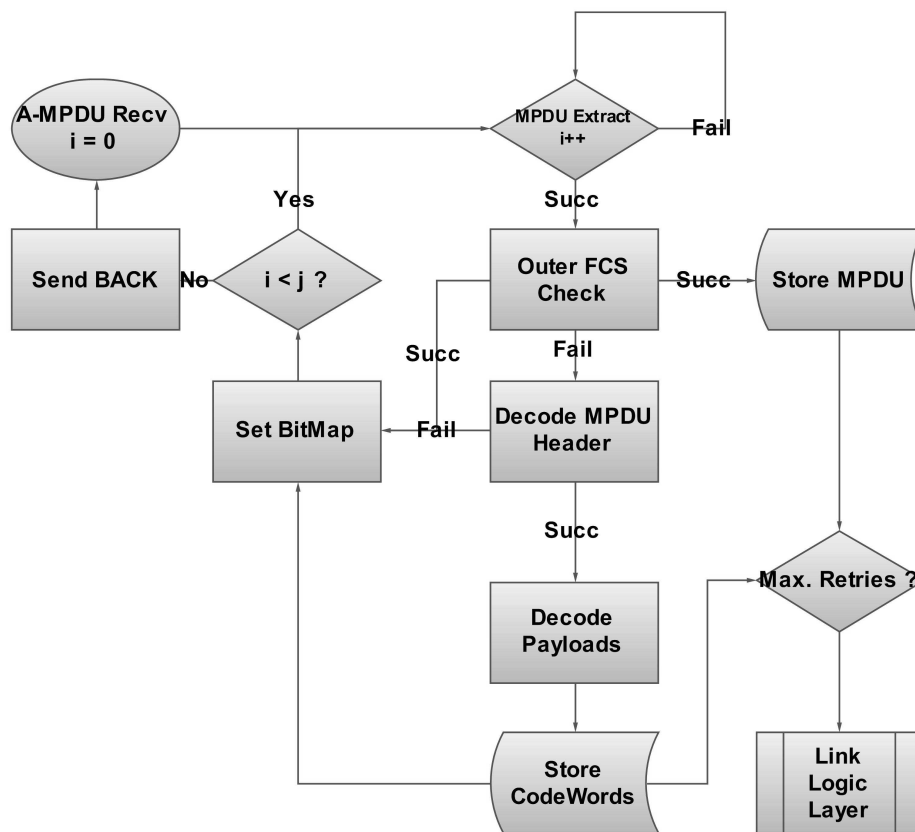 A-MPDU Recv
i = 0
MPDU Extract
i++
Fail
Yes
Succ
Send BACK
No
i < j ?
Outer FCS
Check
Succ
Store MPDU
Succ
Fail
Set BitMap
Fail
Decode MPDU
Header
Succ
Max. Retries ?
Decode
Payloads
Store
CodeWords
Link
Logic
Layer